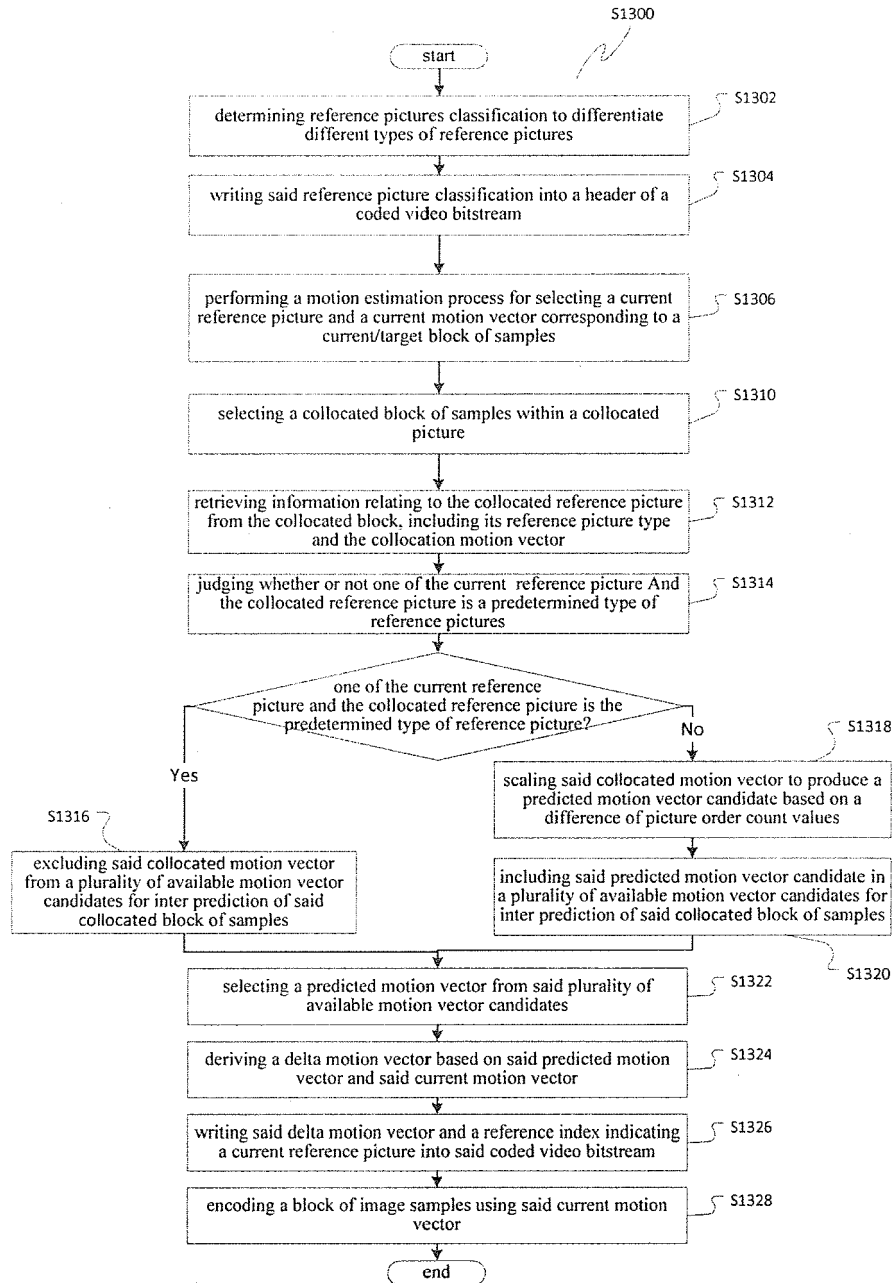 S1300
start
S1302
determining reference pictures classification to differentiate
different types of reference pictures
S1304
writing said reference picture classification into a header of a
coded video bitstream
S1306
performing a motion estimation process for selecting a current
reference picture and a current motion vector corresponding to a
current/target block of samples
S1310
selecting a collocated block of samples within a collocated
picture
S1312
retrieving information relating to the collocated reference picture
from the collocated block, including its reference picture type
and the collocation motion vector
S1314
judging whether or not one of the current reference picture And
the collocated reference picture is a predetermined type of
reference pictures
one of the current reference
picture and the collocated reference picture is the
predetermined type of reference picture?
Yes
No
S1316
excluding said collocated motion vector
from a plurality of available motion vector
candidates for inter prediction of said
collocated block of samples
S1318
scaling said collocated motion vector to produce a
predicted motion vector candidate based on a
difference of picture order count values
including said predicted motion vector candidate in
a plurality of available motion vector candidates for
inter prediction of said collocated block of samples
S1320
S1322
selecting a predicted motion vector from said plurality of
available motion vector candidates
S1324
deriving a delta motion vector based on said predicted motion
vector and said current motion vector
S1326
writing said delta motion vector and a reference index indicating
a current reference picture into said coded video bitstream
S1328
encoding a block of image samples using said current motion
vector
end